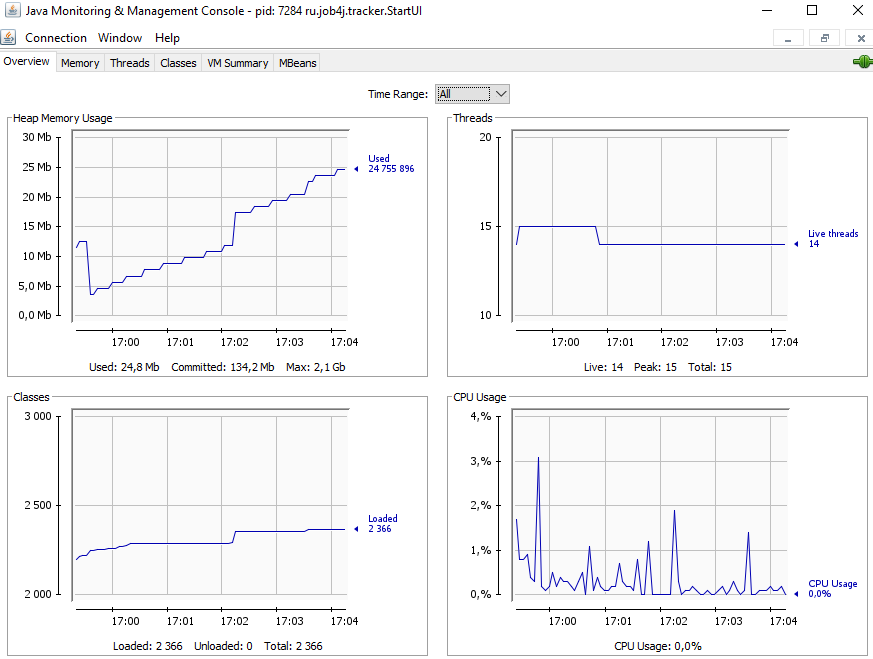 Java Monitoring & Management Console - pid: 7284 ru.job4j.tracker.StartUI
Connection Window Help
Overview Memory Threads Classes VM Summary MBeans
Time Range: All
Heap Memory Usage
30 Mb
25 Mb
20 Mb
15 Mb
10 Mb
5,0 Mb
0,0 Mb
Used
24 755 896
17:00 17:01 17:02 17:03 17:04
Used: 24,8 Mb Committed: 134,2 Mb Max: 2,1 Gb
Threads
20
15
10
Live threads
14
17:00 17:01 17:02 17:03 17:04
Live: 14 Peak: 15 Total: 15
Classes
3 000
2 500
2 000
Loaded
2 366
17:00 17:01 17:02 17:03 17:04
Loaded: 2 366 Unloaded: 0 Total: 2 366
CPU Usage
4,%
3,%
2,%
1,%
0,%
CPU Usage
0,0%
17:00 17:01 17:02 17:03 17:04
CPU Usage: 0,0%